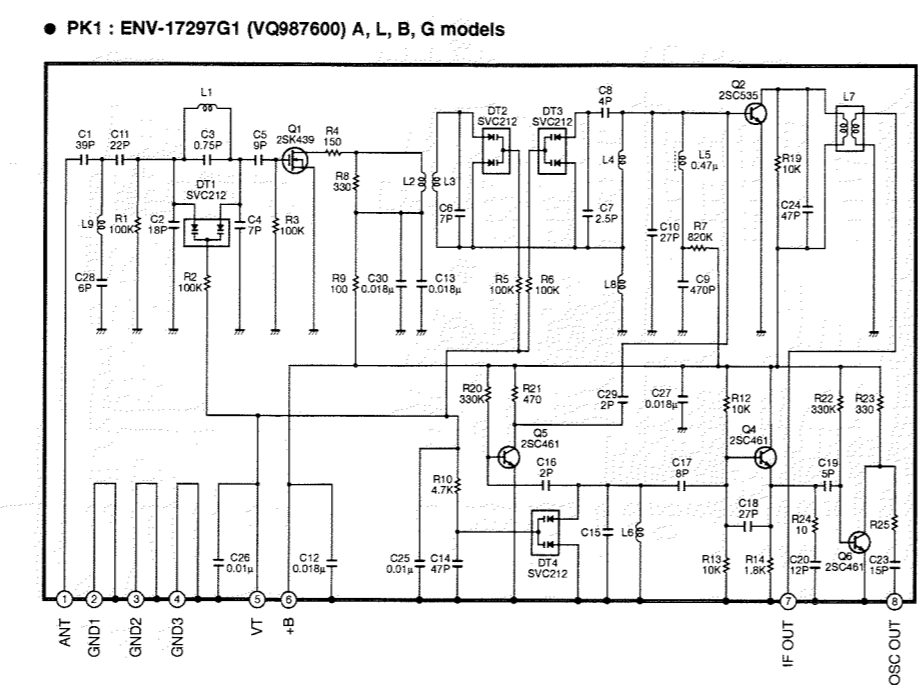 ● PK1 : ENV-17297G1 (VQ987600) A, L, B, G models
L1
C1
39P
C11
22P
C3
0.75P
C5
9P
Q1
2SK439
R4
150
DT2
SVC212
DT3
SVC212
C8
4P
Q2
2SC535
L7
DT1
SVC212
R8
330
L2
L3
L4
L5
0.47µ
R19
10K
L9
R1
100K
C2
18P
C4
7P
R3
100K
C6
7P
C7
2.5P
C10
27P
R7
820K
C24
47P
C28
6P
R2
100K
R9
100
C30
0.018µ
C13
0.018µ
R5
100K
R6
100K
L8
C9
470P
R20
330K
R21
470
C29
2P
C27
0.018µ
R12
10K
R22
330K
R23
330
Q5
2SC461
Q4
2SC461
R10
4.7K
C16
2P
C17
8P
C19
5P
C18
27P
R24
10
R25
C26
0.01µ
C12
0.018µ
C25
0.01µ
C14
47P
DT4
SVC212
C15
L6
R13
10K
R14
1.8K
C20
12P
Q6
2SC461
C23
15P
1
2
3
4
5
6
7
8
ANT
GND1
GND2
GND3
VT
+B
IF OUT
OSC OUT